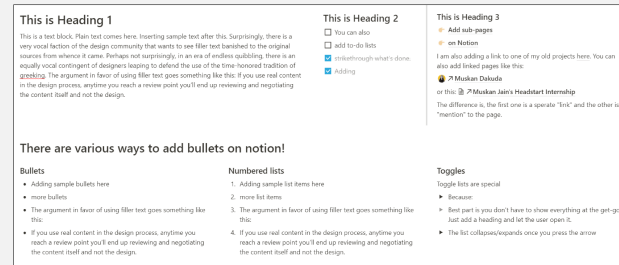 This is Heading 1
This is a text block. Plain text comes here. Inserting sample text after this. Surprisingly, there is a
very vocal faction of the design community that wants to see filler text banished to the original
sources from whence it came. Perhaps not surprisingly, in an era of endless quibbling, there is an
equally vocal contingent of designers leaping to defend the use of the time-honored tradition of
greeking. The argument in favor of using filler text goes something like this: If you use real content
in the design process, anytime you reach a review point you'll end up reviewing and negotiating
the content itself and not the design.
This is Heading 2
You can also
add to-do lists
strikethrough what's done.
Adding
This is Heading 3
Add sub-pages
on Notion
I am also adding a link to one of my old projects here. You can
also add linked pages like this:
Muskan Dakuda
or this: Muskan Jain's Headstart Internship
The difference is, the first one is a sperate "link" and the other is
"mention" to the page.
There are various ways to add bullets on notion!
Bullets
• Adding sample bullets here
• more bullets
• The argument in favor of using filler text goes something like
this:
• If you use real content in the design process, anytime you
reach a review point you'll end up reviewing and negotiating
the content itself and not the design.
Numbered lists
1. Adding sample list items here
2. more list items
3. The argument in favor of using filler text goes something like
this:
4. If you use real content in the design process, anytime you
reach a review point you'll end up reviewing and negotiating
the content itself and not the design.
Toggles
Toggle lists are special
Because:
Best part is you don't have to show everything at the get-go
Just add a heading and let the user open it.
The list collapses/expands once you press the arrow